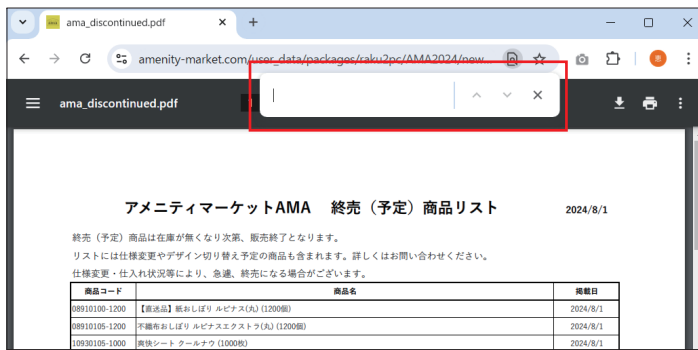 ama_discontinued.pdf
amenity-market.com/user_data/packages/raku2pc/AMA2024/new...
ama_discontinued.pdf
アメニティマーケットAMA 終売（予定）商品リスト
2024/8/1
終売（予定）商品は在庫が無くなり次第、販売終了となります。
リストには仕様変更やデザイン切り替え予定の商品も含まれます。詳しくはお問い合わせください。
仕様変更・仕入れ状況等により、急遽、終売になる場合がございます。
商品コード 商品名 掲載日
08910100-1200 【直送品】紙おしぼり ルピナス(丸) (1200個) 2024/8/1
08910105-1200 不織布おしぼり ルピナスエクストラ(丸) (1200個) 2024/8/1
10930105-1000 爽快シート クールナウ (1000枚) 2024/8/1